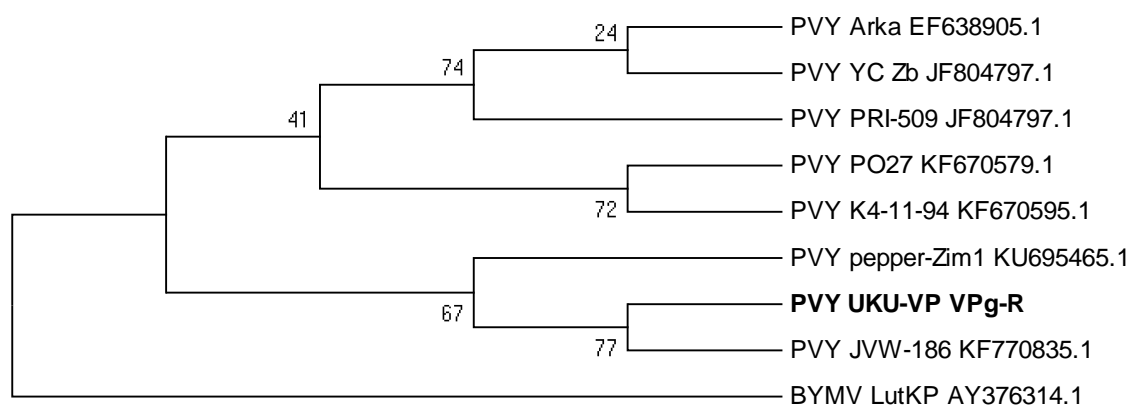 24
PVY Arka EF638905.1
74
PVY YC Zb JF804797.1
41
PVY PRI-509 JF804797.1
PVY PO27 KF670579.1
72
PVY K4-11-94 KF670595.1
PVY pepper-Zim1 KU695465.1
67
PVY UKU-VP VPg-R
77
PVY JVW-186 KF770835.1
BYMV LutKP AY376314.1